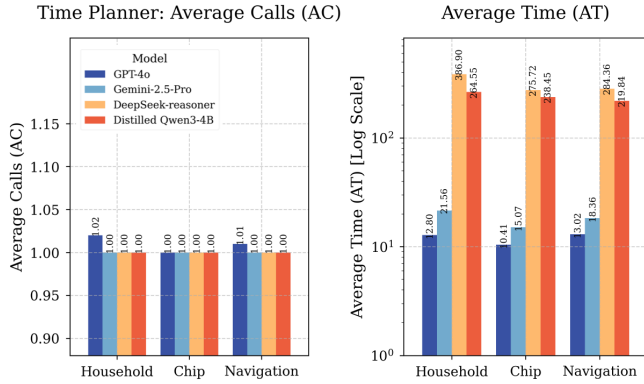 Time Planner: Average Calls (AC)
Average Calls (AC)
1.15
1.10
1.05
1.00
0.95
0.90
Model
GPT-4o
Gemini-2.5-Pro
DeepSeek-reasoner
Distilled Qwen3-4B
1.02
1.00
1.00
1.00
1.00
1.00
1.00
1.00
1.01
1.00
1.00
1.00
Household
Chip
Navigation
Average Time (AT)
Average Time (AT) [Log Scale]
10²
10¹
10⁰
12.80
21.56
386.90
264.55
10.41
15.07
275.72
238.45
13.02
18.36
284.36
219.84
Household
Chip
Navigation